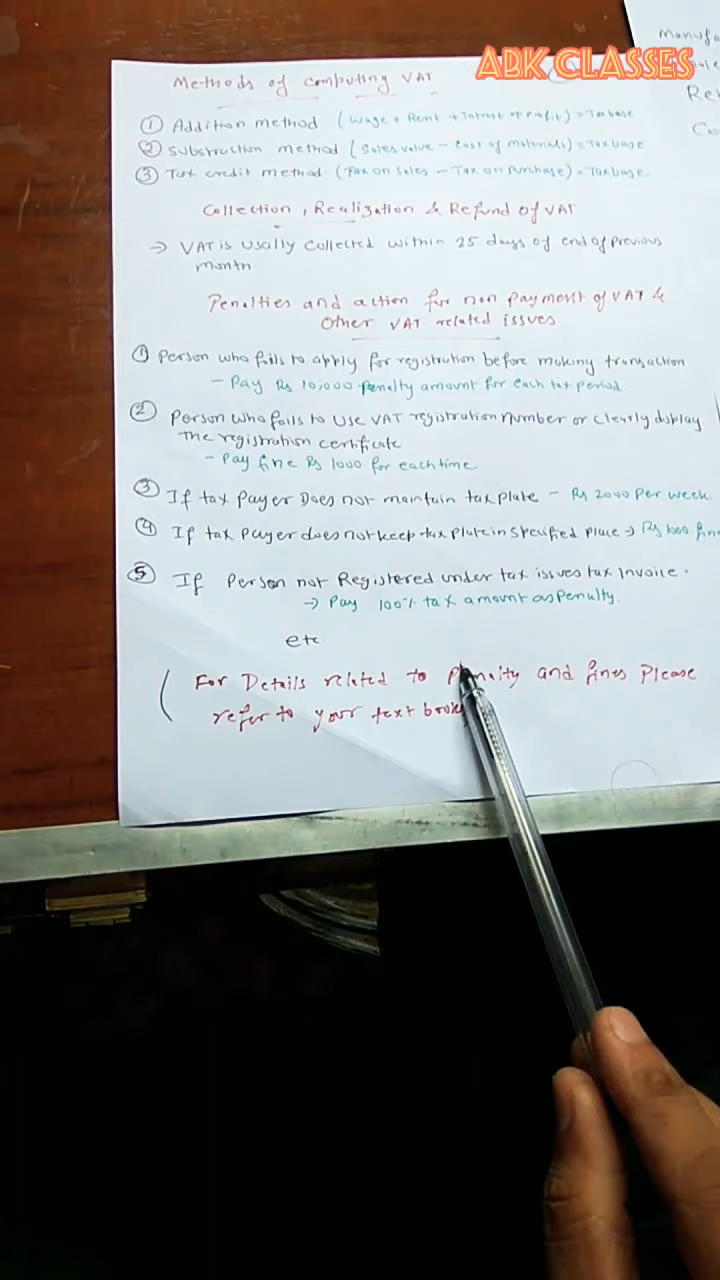 ABK CLASSES
Manufa
Re
Co
Methods of computing VAT
① Addition method (Wage + Rent + Interest + Profit) = Taxbase
② Substraction method (Sales value - Cost of materials) = Tax base
③ Tax credit method (Tax on sales - Tax on Purchase) = Tax base
Collection, Realization & Refund of VAT
→ VAT is Usally Collected within 25 days of end of Previous
month
Penalties and action for non payment of VAT &
Other VAT related issues
① Person who fails to apply for registration before making transaction
- Pay Rs 10,000 penalty amount for each tax period
② Person who fails to Use VAT registration number or clearly display
The registration certificate
- Pay fine Rs 1000 for each time
③ If tax Payer Does not maintain tax plate - Rs 2000 Per week
④ If tax Payer does not keep tax plate in specified place → Rs 1000 fine
⑤ If Person not Registered under tax issues tax Invoice.
→ Pay 100% tax amount as Penalty.
etc
( For Details related to Penalty and fines Please
refer to your text book